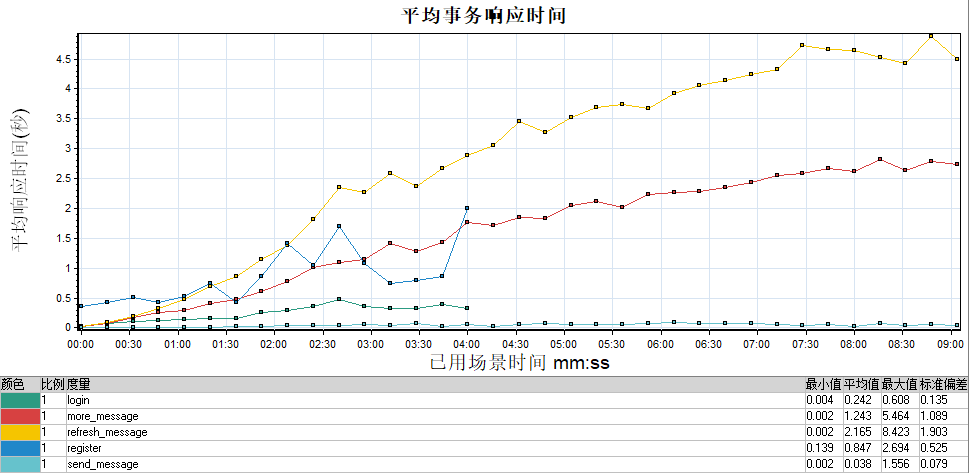 平均事务响应时间
平均响应时间(秒)
4.5
4
3.5
3
2.5
2
1.5
1
0.5
0
00:00 00:30 01:00 01:30 02:00 02:30 03:00 03:30 04:00 04:30 05:00 05:30 06:00 06:30 07:00 07:30 08:00 08:30 09:00
已用场景时间 mm:ss
颜色 比例 度量 最小值 平均值 最大值 标准偏差
1 login 0.004 0.242 0.608 0.135
1 more_message 0.002 1.243 5.464 1.089
1 refresh_message 0.002 2.165 8.423 1.903
1 register 0.139 0.847 2.694 0.525
1 send_message 0.002 0.038 1.556 0.079